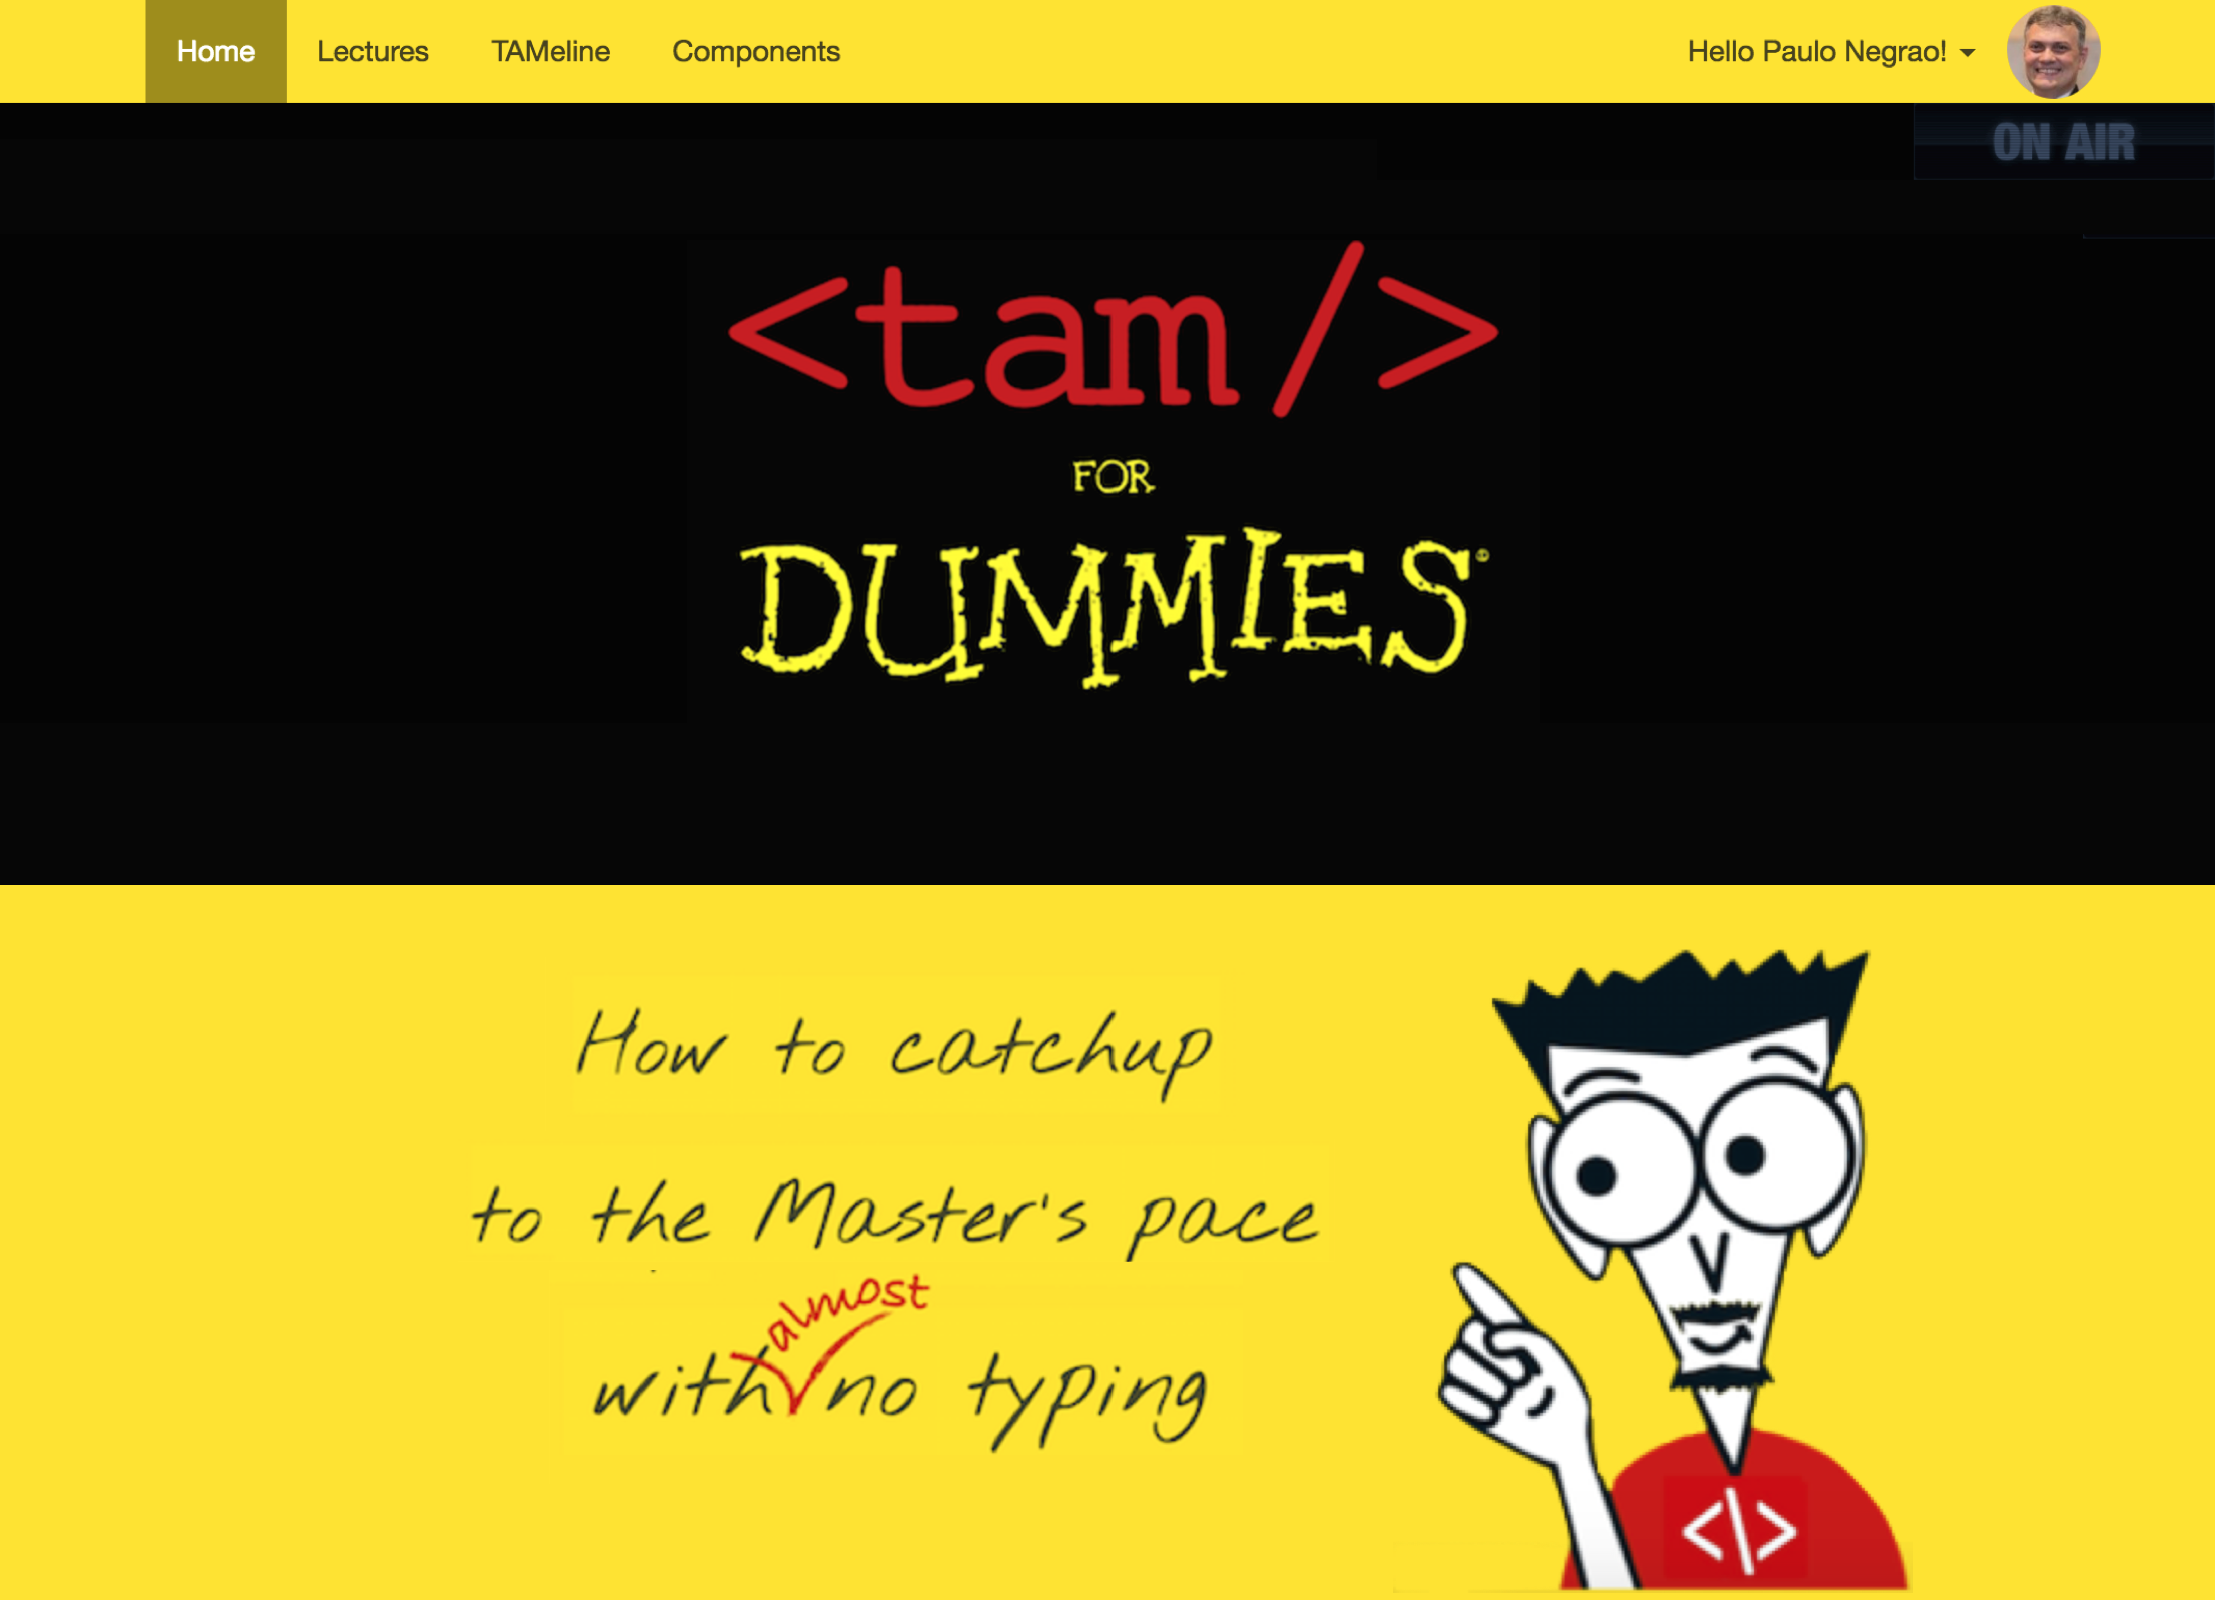 Home Lectures TAMeline Components Hello Paulo Negrao!
ON AIR
<tam/>
FOR
DUMMIES
How to catchup
to the Master's pace
almost
with no typing
<\>